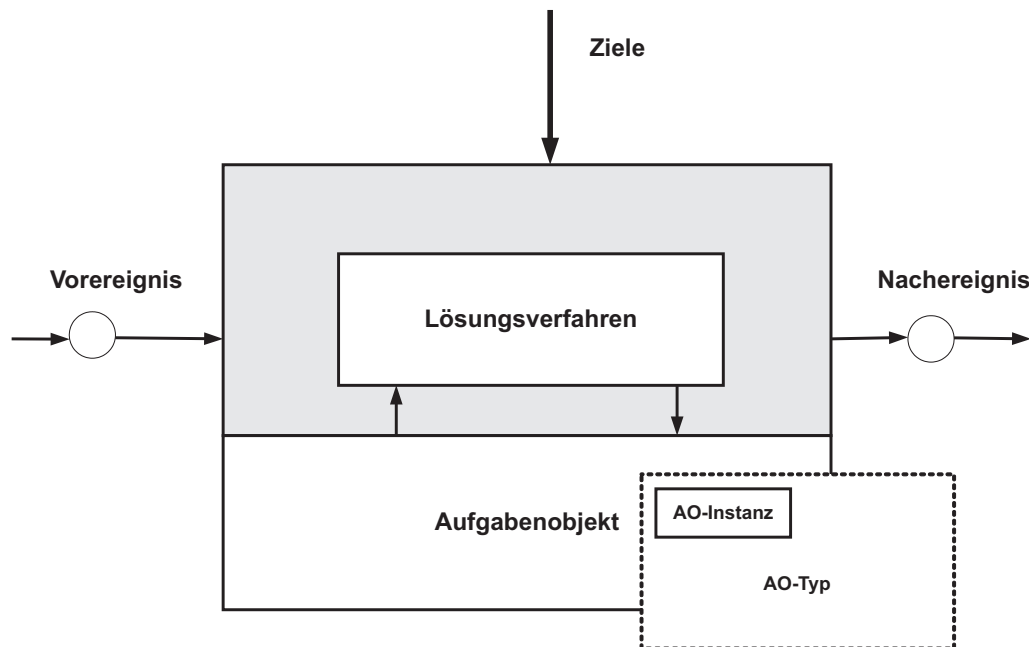 Ziele
Vorereignis
Nachereignis
Lösungsverfahren
Aufgabenobjekt
AO-Instanz
AO-Typ